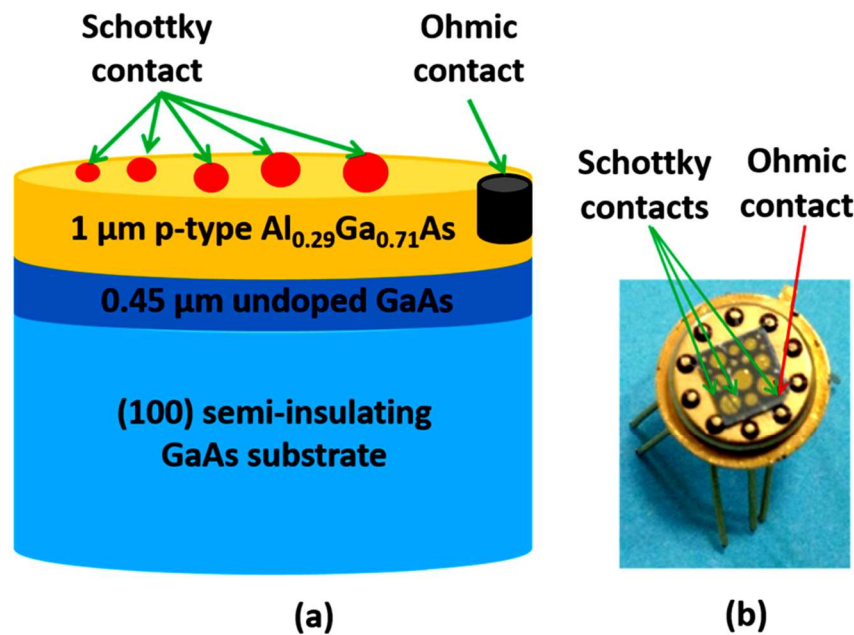 Schottky
contact
Ohmic
contact
1 μm p-type Al₀.₂₉Ga₀.₇₁As
0.45 μm undoped GaAs
(100) semi-insulating
GaAs substrate
(a)
Schottky
contacts
Ohmic
contact
(b)